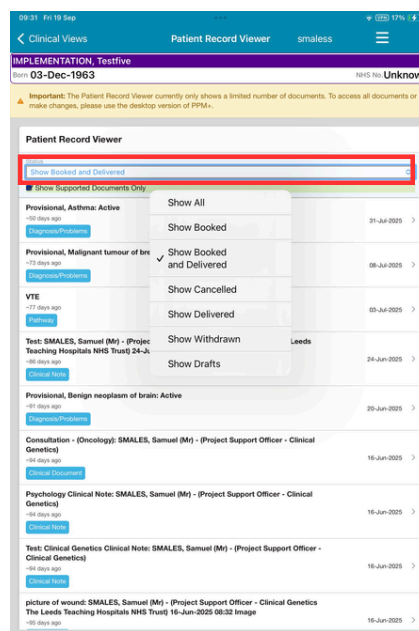 09:31 Fri 19 Sep
VPN 17%
Clinical Views
Patient Record Viewer
smaless
IMPLEMENTATION, Testfive
Born 03-Dec-1963
NHS No. Unknow
Important: The Patient Record Viewer currently only shows a limited number of documents. To access all documents or
make changes, please use the desktop version of PPM+.
Patient Record Viewer
Status
Show Booked and Delivered
Show Supported Documents Only
Show All
Show Booked
Show Booked
and Delivered
Show Cancelled
Show Delivered
Show Withdrawn
Show Drafts
Provisional, Asthma: Active
~50 days ago
Diagnosis/Problems
31-Jul-2025
Provisional, Malignant tumour of bre
~73 days ago
Diagnosis/Problems
08-Jul-2025
VTE
~77 days ago
Pathway
03-Jul-2025
Test: SMALES, Samuel (Mr) - (Projec
Leeds
Teaching Hospitals NHS Trust) 24-Ju
~86 days ago
Clinical Note
24-Jun-2025
Provisional, Benign neoplasm of brain: Active
~91 days ago
Diagnosis/Problems
20-Jun-2025
Consultation - (Oncology): SMALES, Samuel (Mr) - (Project Support Officer - Clinical
Genetics)
~94 days ago
Clinical Document
16-Jun-2025
Psychology Clinical Note: SMALES, Samuel (Mr) - (Project Support Officer - Clinical
Genetics)
~94 days ago
Clinical Note
16-Jun-2025
Test: Clinical Genetics Clinical Note: SMALES, Samuel (Mr) - (Project Support Officer -
Clinical Genetics)
~94 days ago
Clinical Note
16-Jun-2025
picture of wound: SMALES, Samuel (Mr) - (Project Support Officer - Clinical Genetics
The Leeds Teaching Hospitals NHS Trust) 16-Jun-2025 08:32 Image
~95 days ago
16-Jun-2025